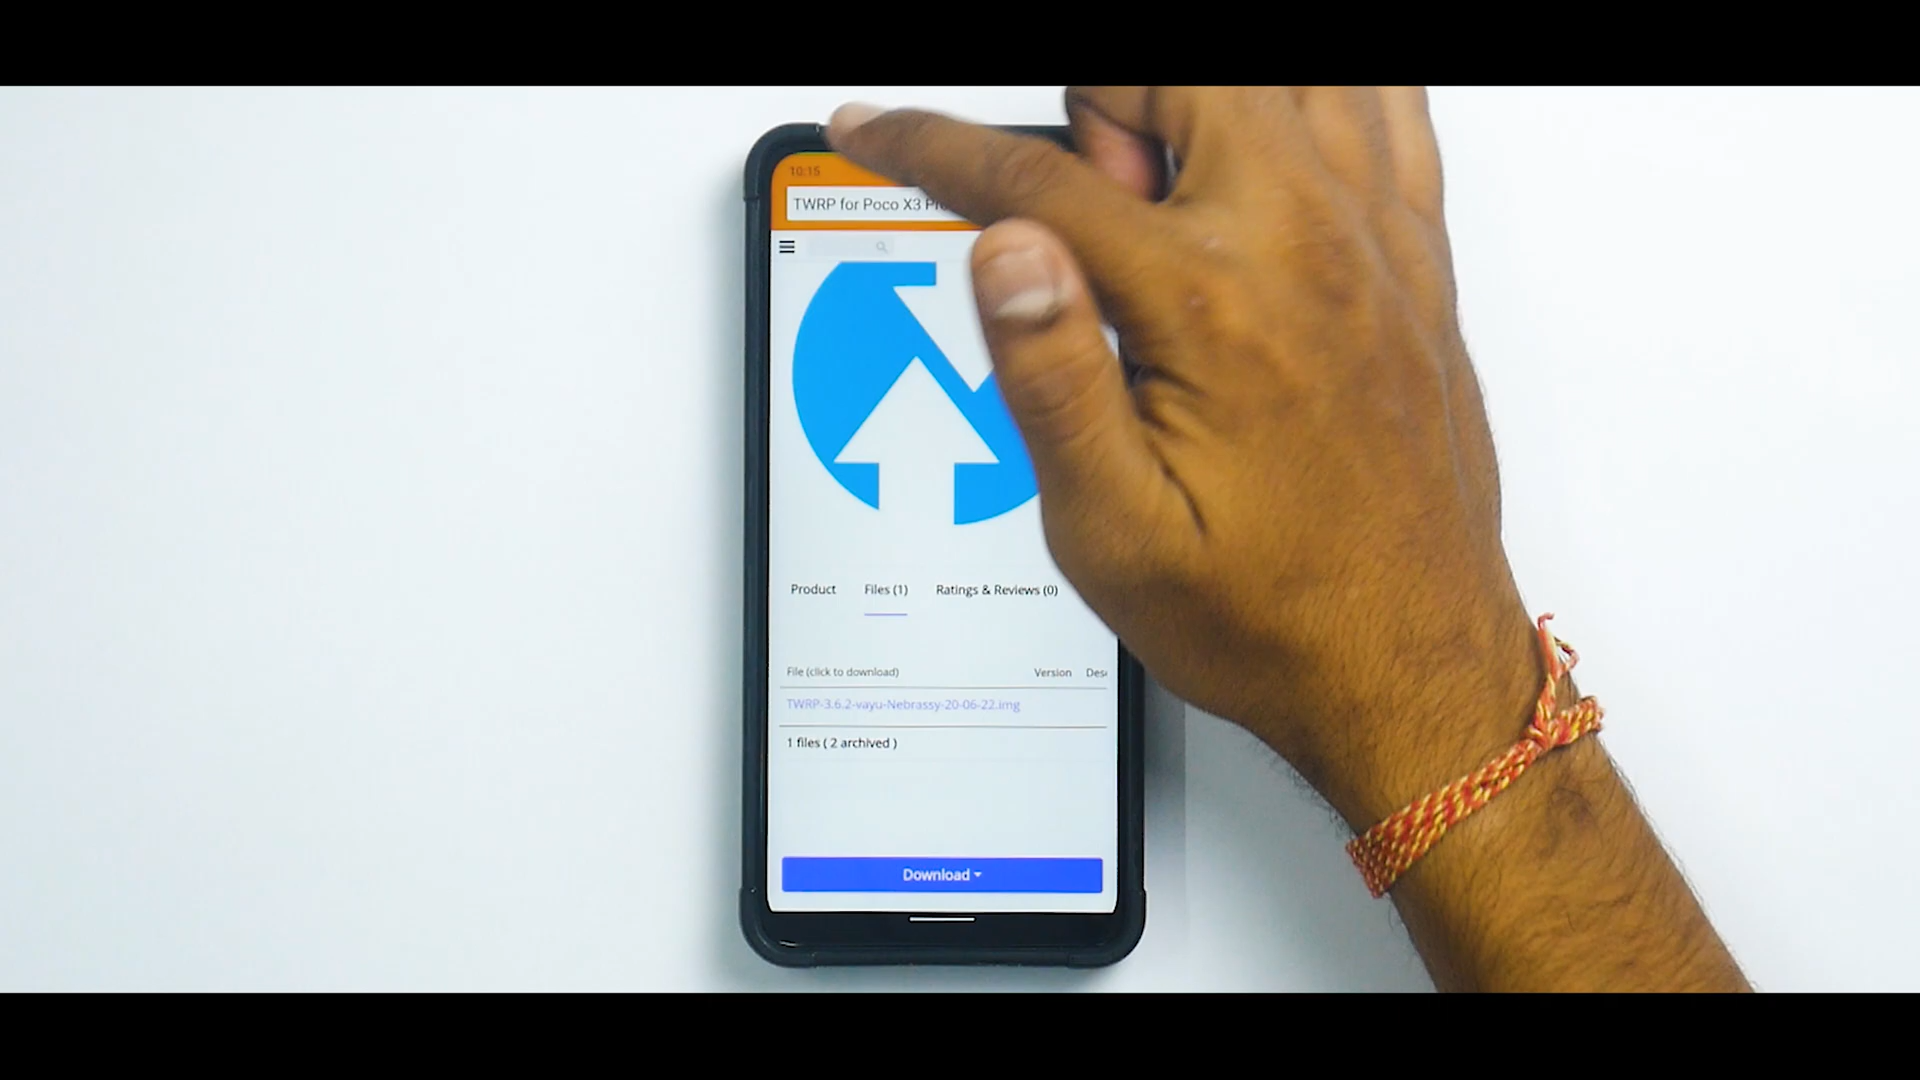 10:15
TWRP for Poco X3
Product Files (1) Ratings & Reviews (0)
File (click to download) Version
TWRP-3.6.2-vayu-Nebrassy-20-06-22.img
1 files ( 2 archived )
Download